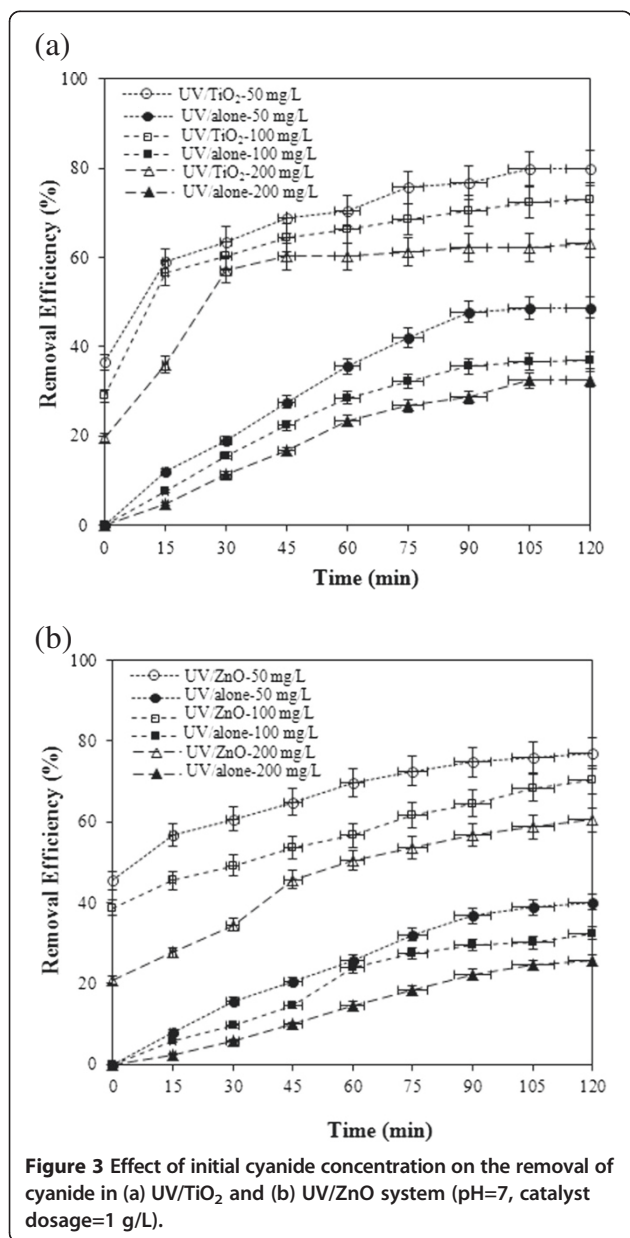 (a)
100
80
60
40
20
0
Removal Efficiency (%)
UV/TiO₂-50 mg/L
UV/alone-50 mg/L
UV/TiO₂-100 mg/L
UV/alone-100 mg/L
UV/TiO₂-200 mg/L
UV/alone-200 mg/L
0 15 30 45 60 75 90 105 120
Time (min)
(b)
100
80
60
40
20
0
Removal Efficiency (%)
UV/ZnO-50 mg/L
UV/alone-50 mg/L
UV/ZnO-100 mg/L
UV/alone-100 mg/L
UV/ZnO-200 mg/L
UV/alone-200 mg/L
0 15 30 45 60 75 90 105 120
Time (min)
Figure 3 Effect of initial cyanide concentration on the removal of
cyanide in (a) UV/TiO₂ and (b) UV/ZnO system (pH=7, catalyst
dosage=1 g/L).